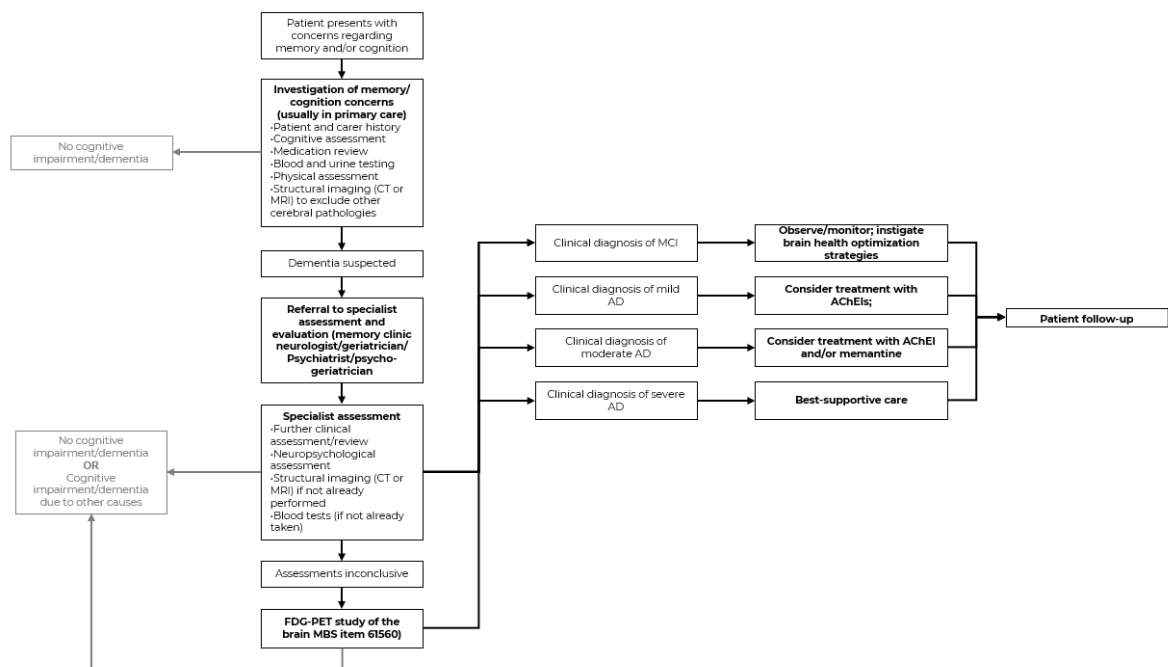 Patient presents with
concerns regarding
memory and/or cognition
Investigation of memory/
cognition concerns
(usually in primary care)
•Patient and carer history
•Cognitive assessment
•Medication review
•Blood and urine testing
•Physical assessment
•Structural imaging (CT or
MRI) to exclude other
cerebral pathologies
No cognitive
impairment/dementia
Dementia suspected
Referral to specialist
assessment and
evaluation (memory clinic
neurologist/geriatrician/
Psychiatrist/psycho-
geriatrician
Specialist assessment
•Further clinical
assessment/review
•Neuropsychological
assessment
•Structural imaging (CT or
MRI) if not already
performed
•Blood tests (if not already
taken)
No cognitive
impairment/dementia
OR
Cognitive
impairment/dementia
due to other causes
Assessments inconclusive
FDG-PET study of the
brain MBS item 61560)
Clinical diagnosis of MCI
Observe/monitor; instigate
brain health optimization
strategies
Clinical diagnosis of mild
AD
Consider treatment with
AChEIs;
Clinical diagnosis of
moderate AD
Consider treatment with AChEI
and/or memantine
Clinical diagnosis of severe
AD
Best-supportive care
Patient follow-up